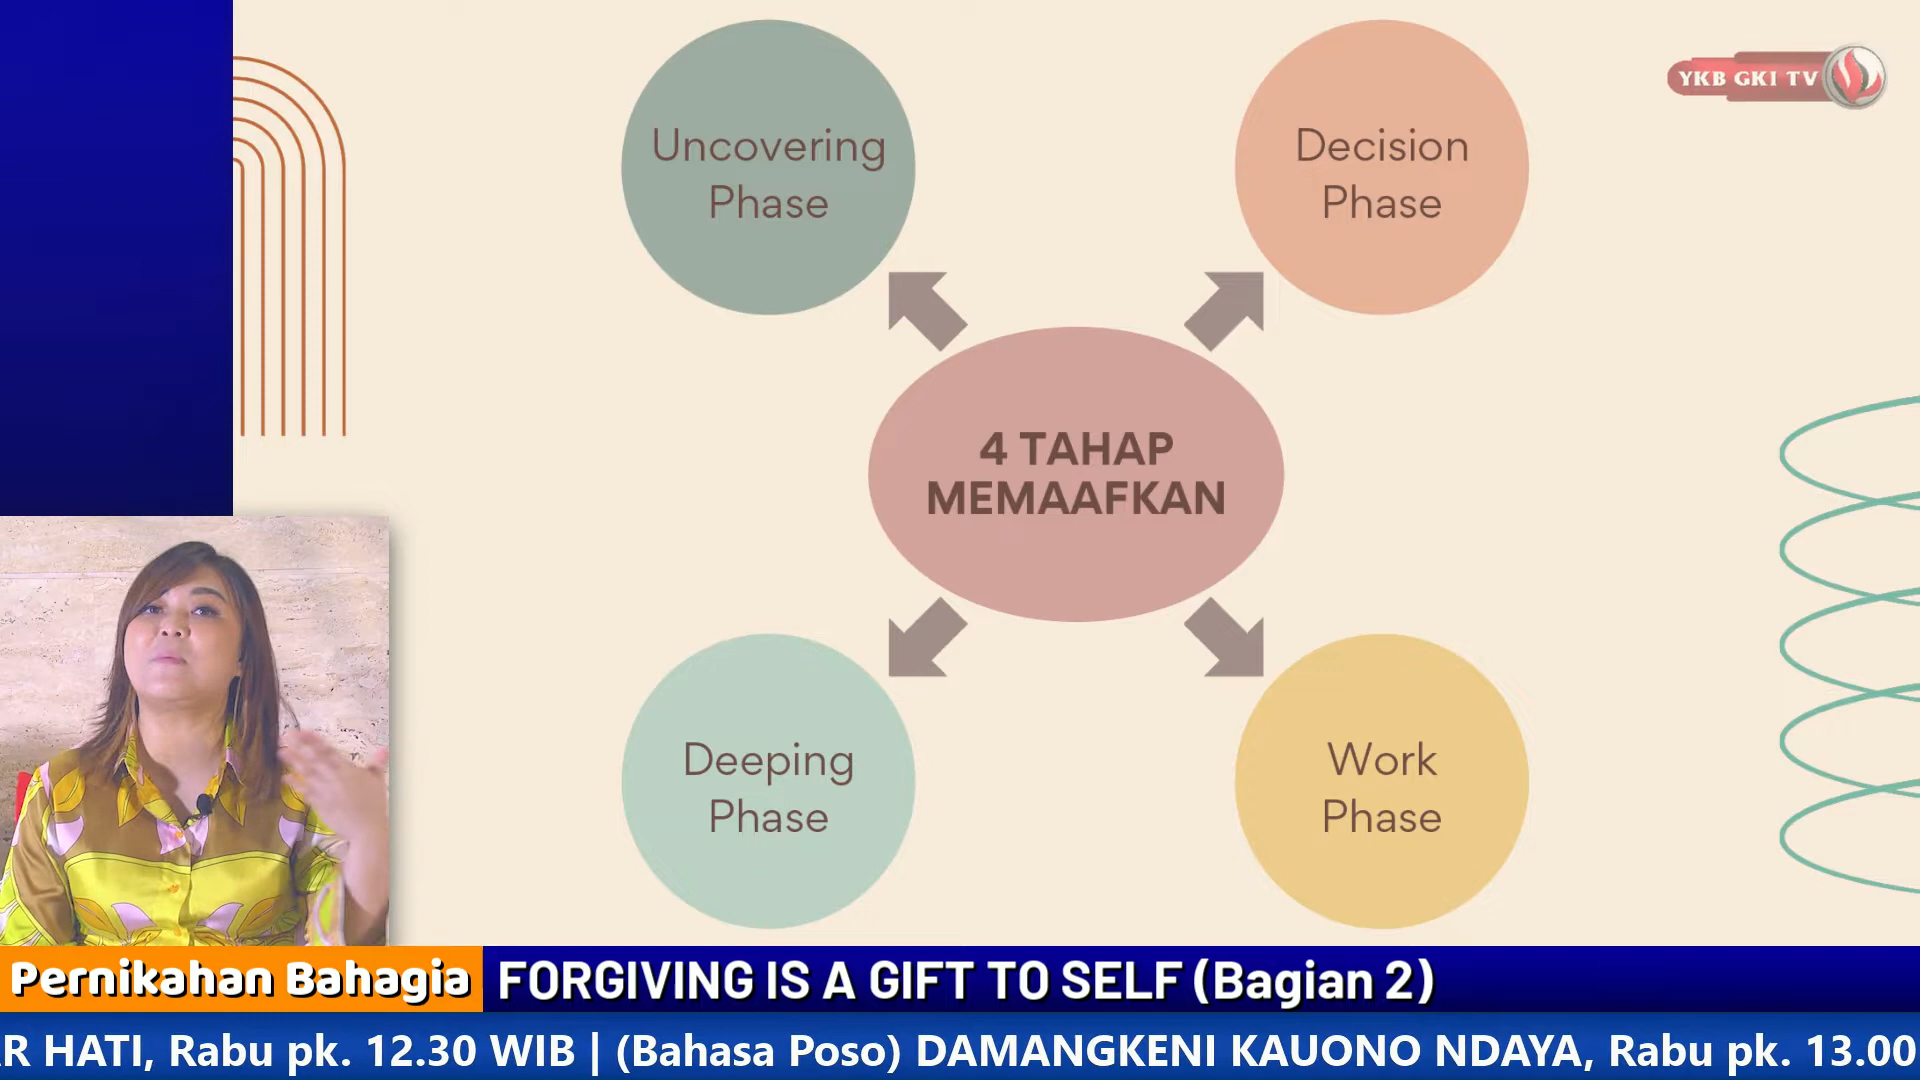 Uncovering
Phase
Decision
Phase
YKB GKI TV
4 TAHAP
MEMAAFKAN
Deeping
Phase
Work
Phase
Pernikahan Bahagia
FORGIVING IS A GIFT TO SELF (Bagian 2)
R HATI, Rabu pk. 12.30 WIB | (Bahasa Poso) DAMANGKENI KAUONO NDAYA, Rabu pk. 13.00